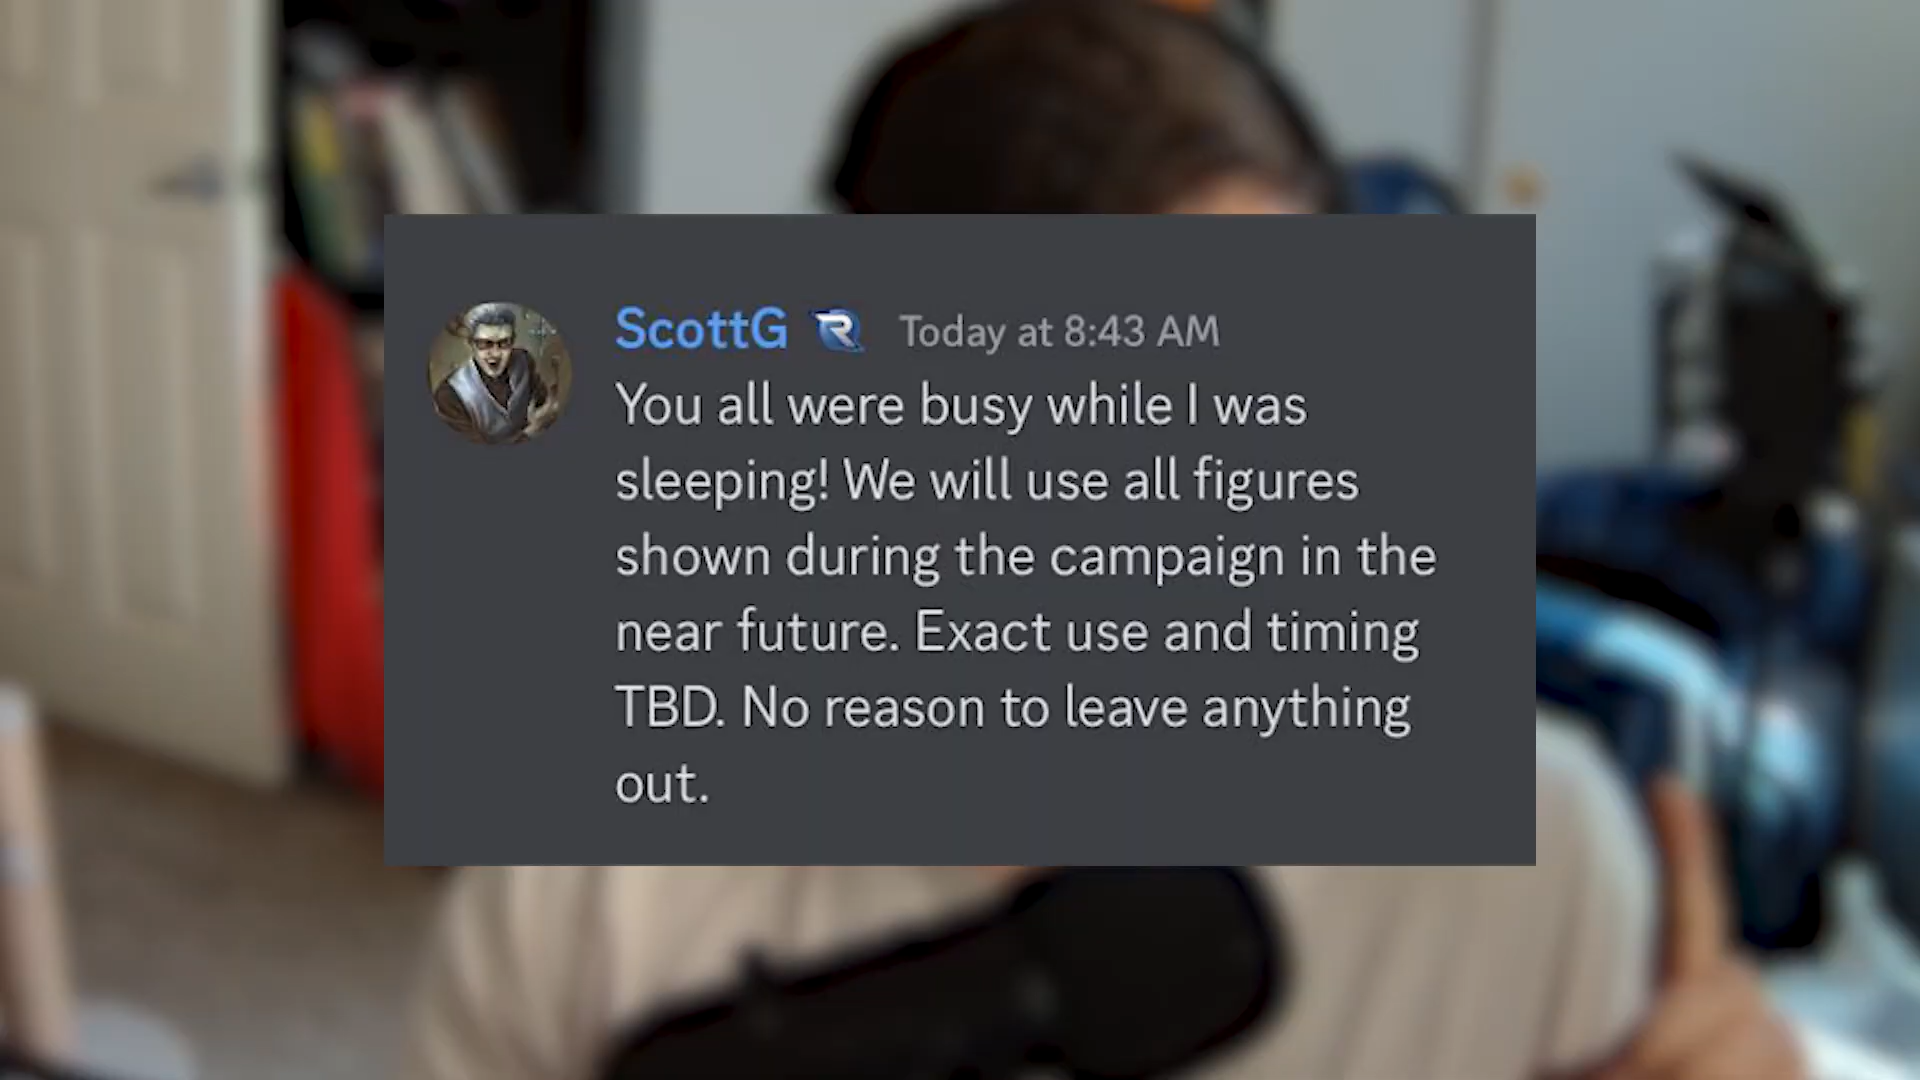 ScottG Today at 8:43 AM
You all were busy while I was
sleeping! We will use all figures
shown during the campaign in the
near future. Exact use and timing
TBD. No reason to leave anything
out.